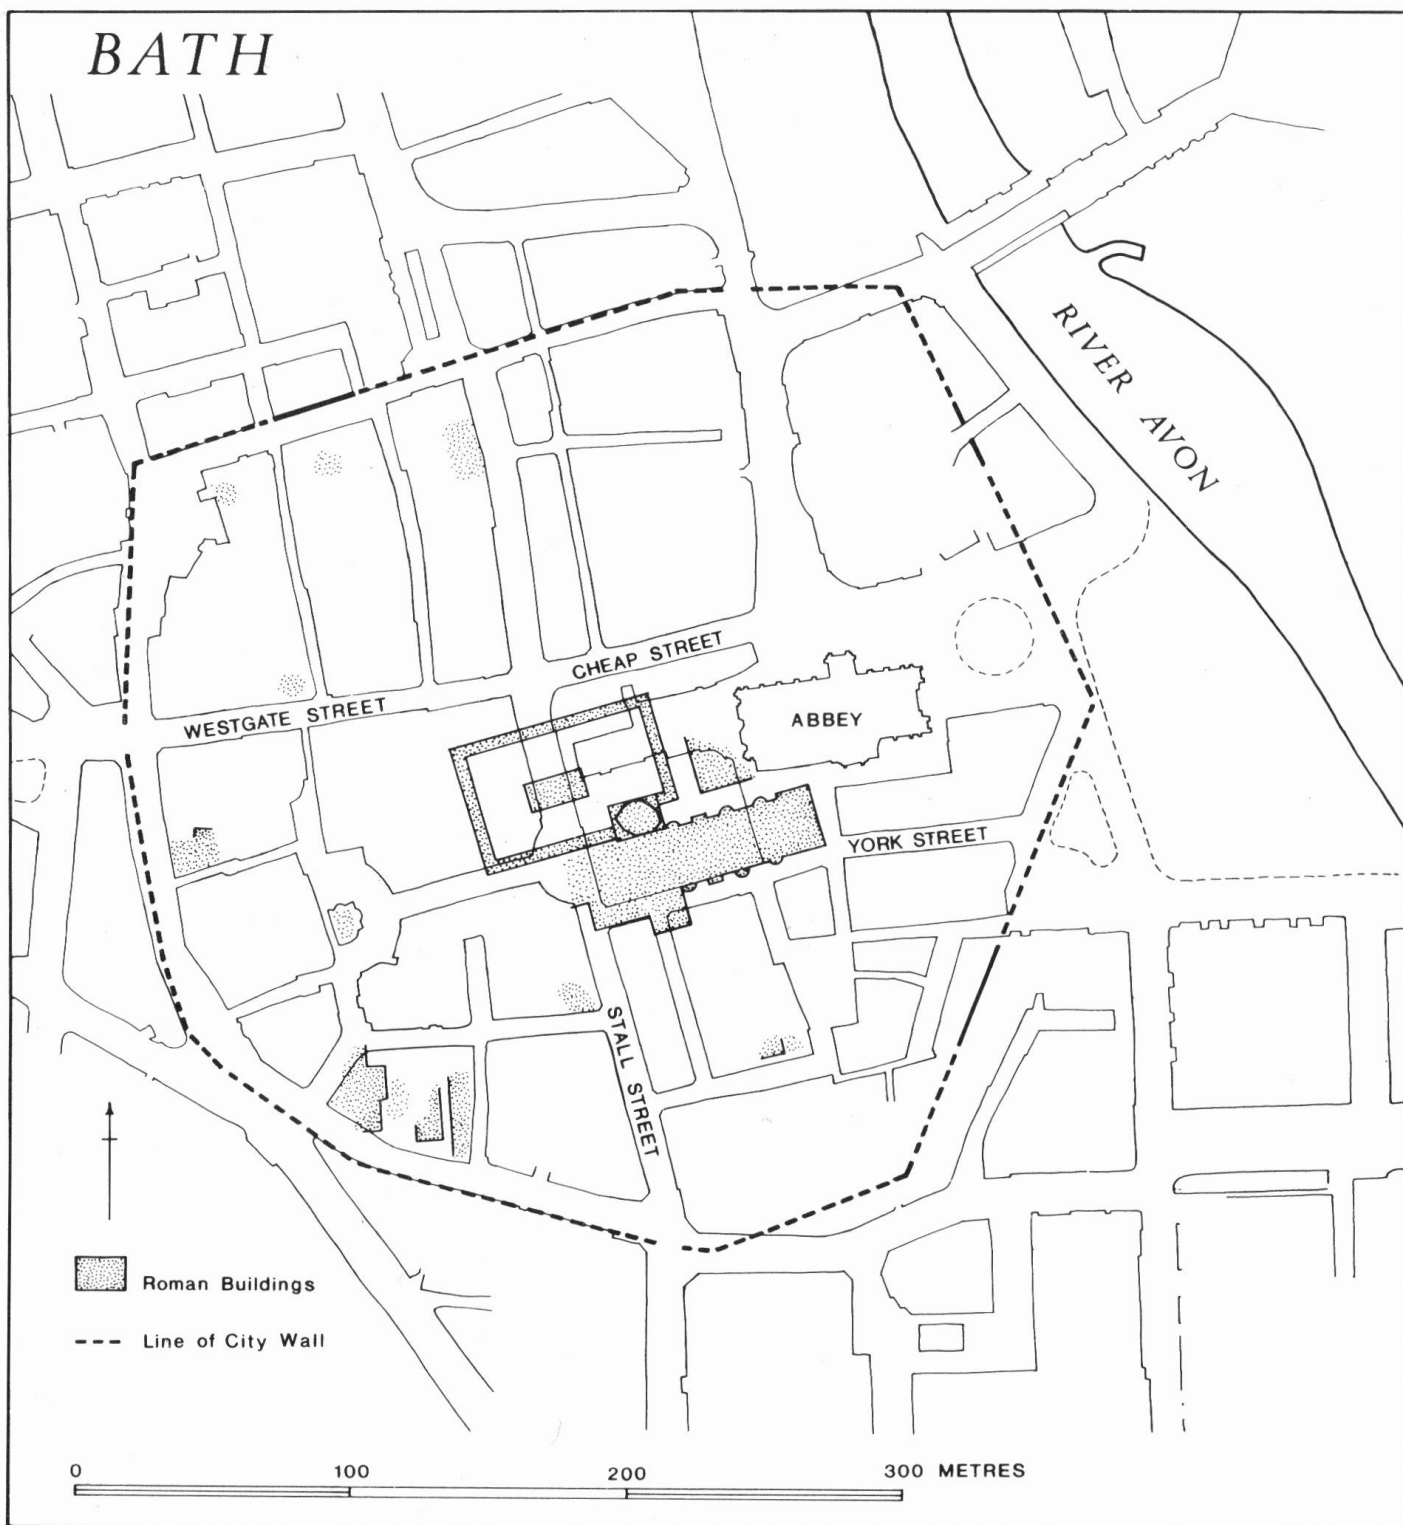 BATH
RIVER AVON
CHEAP STREET
WESTGATE STREET
ABBEY
YORK STREET
STALL STREET
Roman Buildings
Line of City Wall
0 100 200 300 METRES